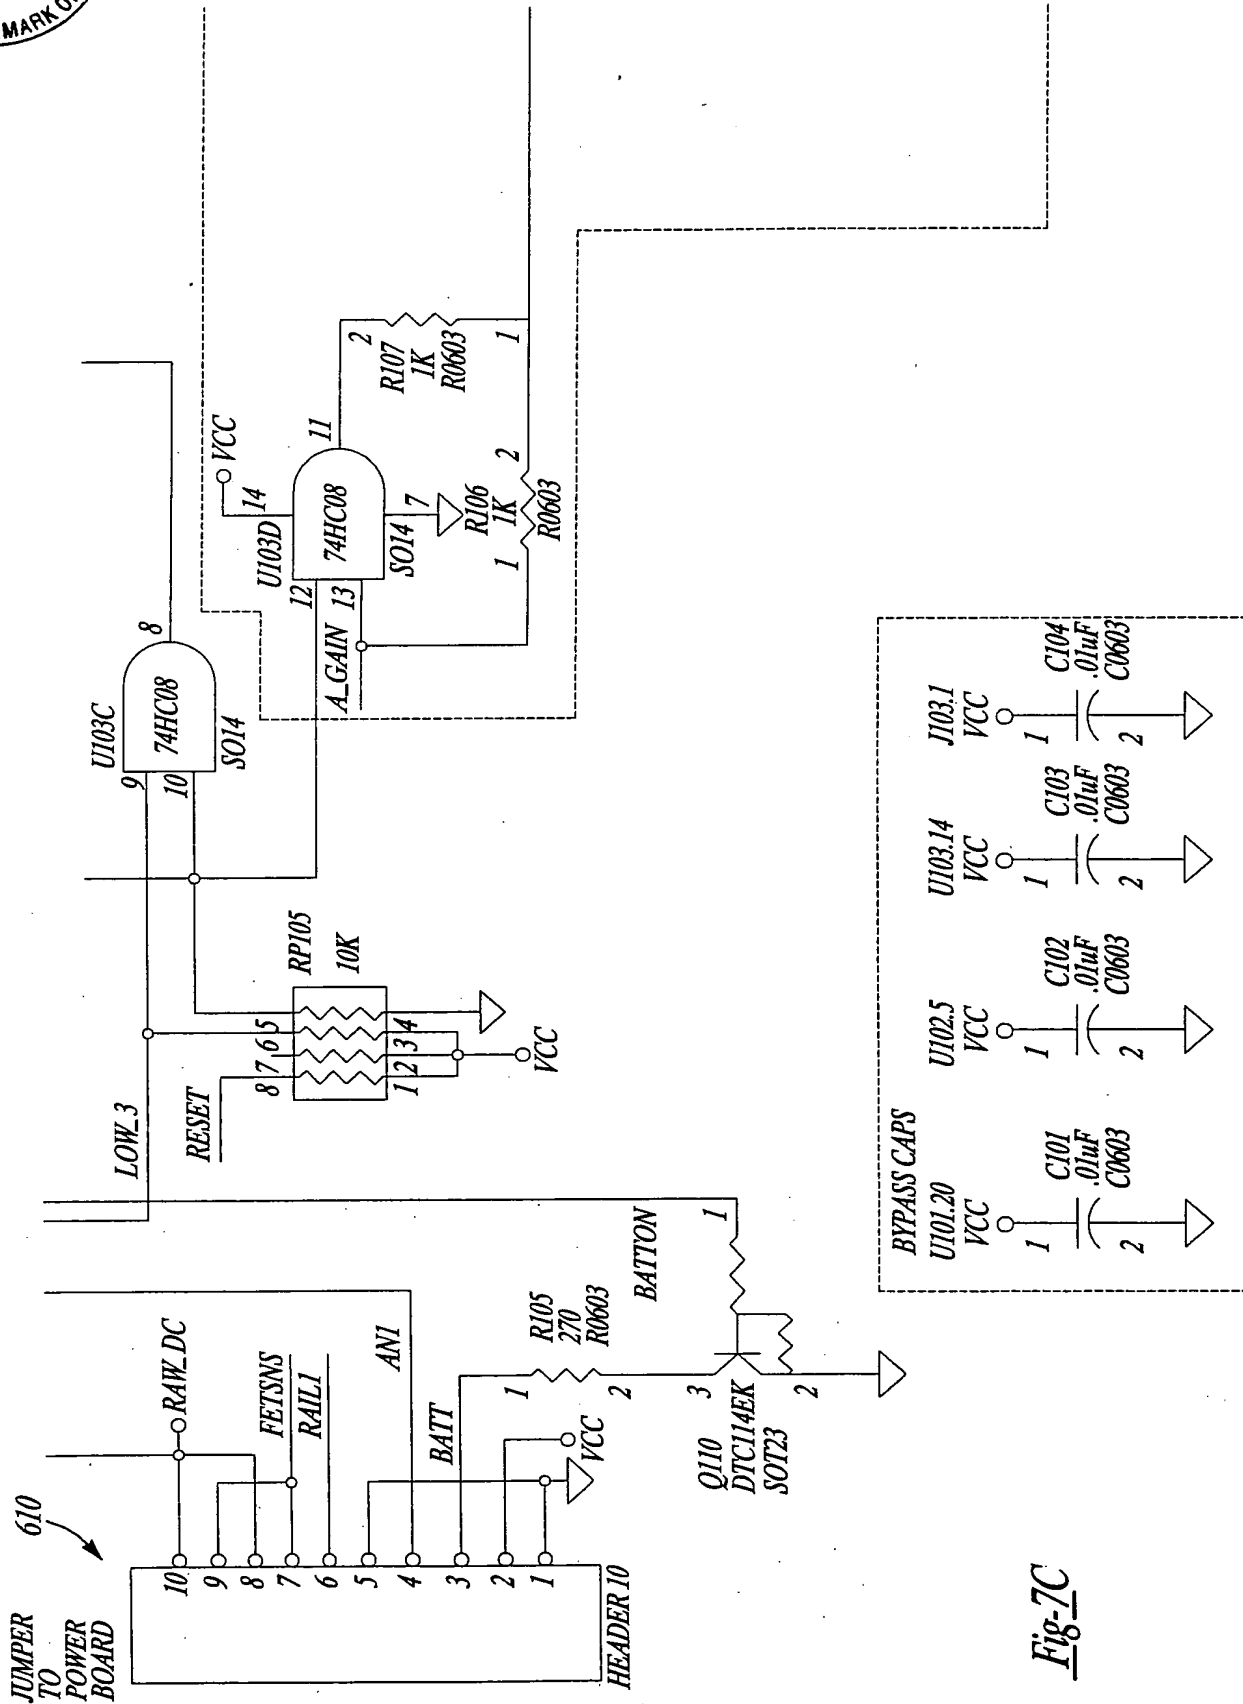 MARK O
JUMPER
TO
POWER
BOARD
610
10
9
8
7
6
5
4
3
2
1
HEADER 10
RAW_DC
FETSNS
RAIL1
AN1
BATT
VCC
1
R105
270
R0603
2
BATTON
1
3
Q110
DTC114EK
SOT23
2
LOW_3
RESET
8
7
6
5
RP105
10K
1
2
3
4
VCC
U103C
9
10
74HC08
8
SO14
VCC
14
U103D
12
13
74HC08
11
SO14
7
A_GAIN
2
R107
1K
R0603
1
R106
1K
1
2
R0603
BYPASS CAPS
U101.20
VCC
1
2
C101
.01uF
C0603
U102.5
VCC
1
2
C102
.01uF
C0603
U103.14
VCC
1
2
C103
.01uF
C0603
J103.1
VCC
1
2
C104
.01uF
C0603
Fig-7C